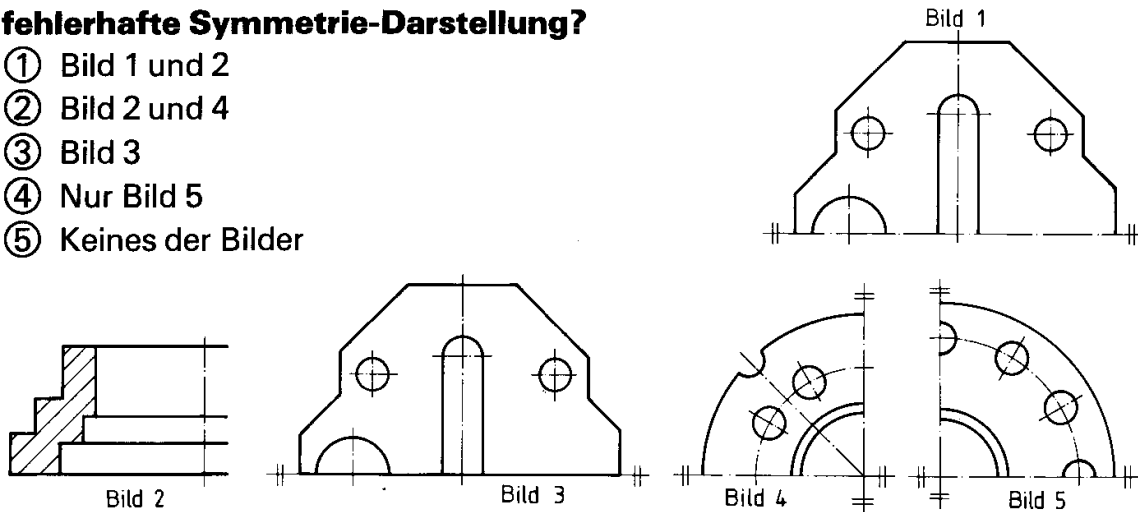 fehlerhafte Symmetrie-Darstellung?
① Bild 1 und 2
② Bild 2 und 4
③ Bild 3
④ Nur Bild 5
⑤ Keines der Bilder
Bild 1
Bild 2
Bild 3
Bild 4
Bild 5